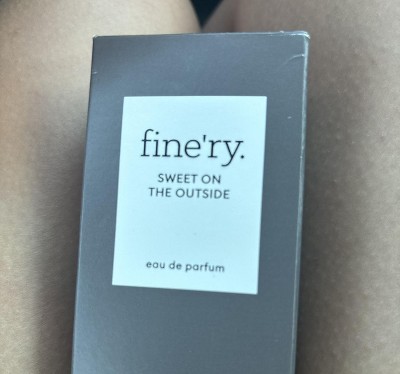 fine'ry.
SWEET ON
THE OUTSIDE
eau de parfum